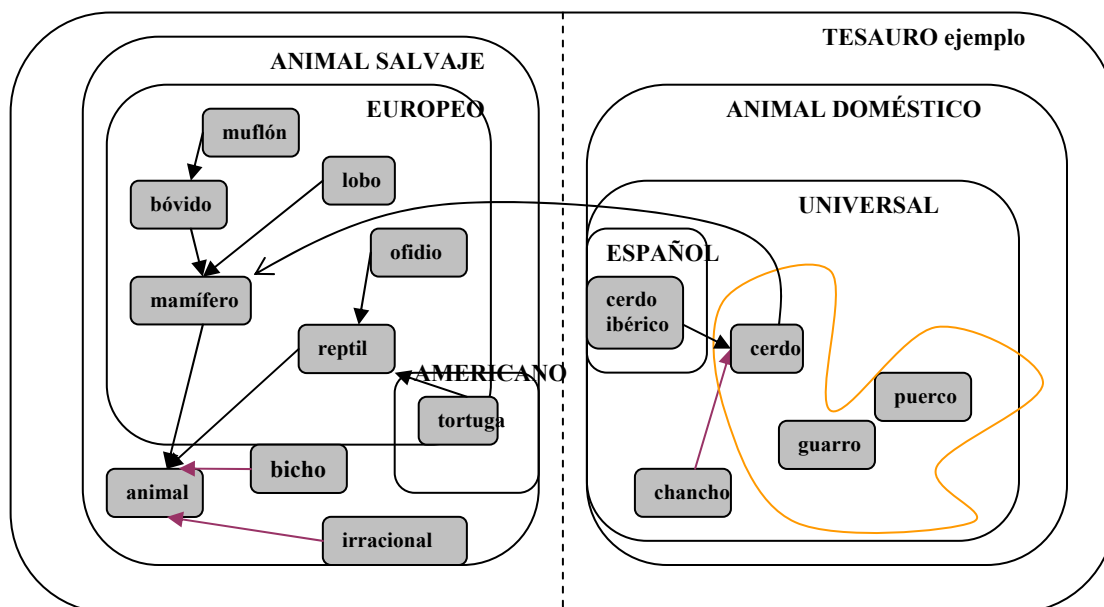 TESAURO ejemplo
ANIMAL SALVAJE
EUROPEO
muflón
lobo
bóvido
ofidio
mamífero
reptil
AMERICANO
tortuga
bicho
animal
irracional
ANIMAL DOMÉSTICO
UNIVERSAL
ESPAÑOL
cerdo
ibérico
cerdo
puerco
guarro
chancho